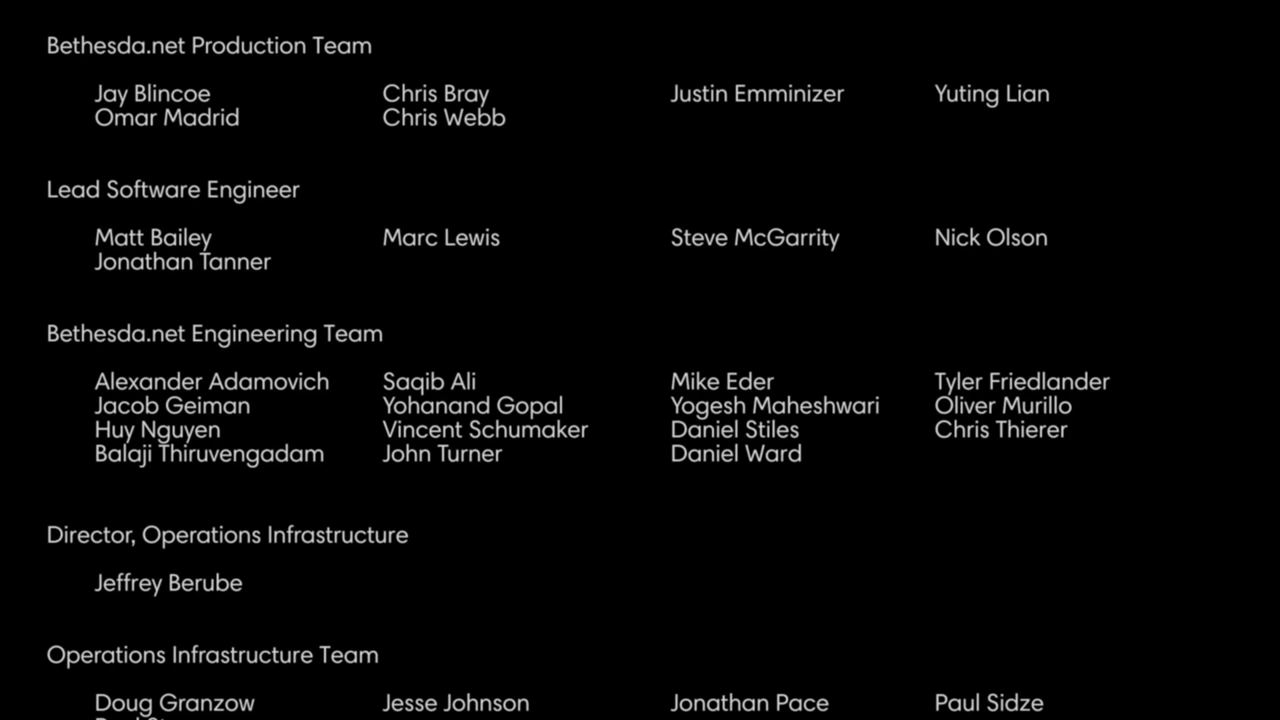 Bethesda.net Production Team
Jay Blincoe Chris Bray Justin Emminizer Yuting Lian
Omar Madrid Chris Webb
Lead Software Engineer
Matt Bailey Marc Lewis Steve McGarrity Nick Olson
Jonathan Tanner
Bethesda.net Engineering Team
Alexander Adamovich Saqib Ali Mike Eder Tyler Friedlander
Jacob Geiman Yohanand Gopal Yogesh Maheshwari Oliver Murillo
Huy Nguyen Vincent Schumaker Daniel Stiles Chris Thierer
Balaji Thiruvengadam John Turner Daniel Ward
Director, Operations Infrastructure
Jeffrey Berube
Operations Infrastructure Team
Doug Granzow Jesse Johnson Jonathan Pace Paul Sidze